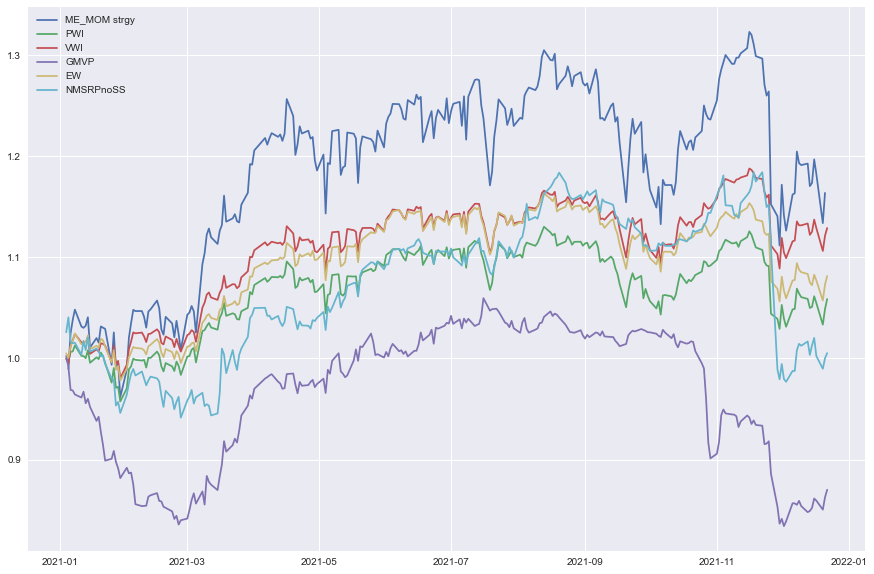 ME_MOM strgy
PWI
VWI
GMVP
EW
NMSRPnoSS
1.3
1.2
1.1
1.0
0.9
2021-01
2021-03
2021-05
2021-07
2021-09
2021-11
2022-01